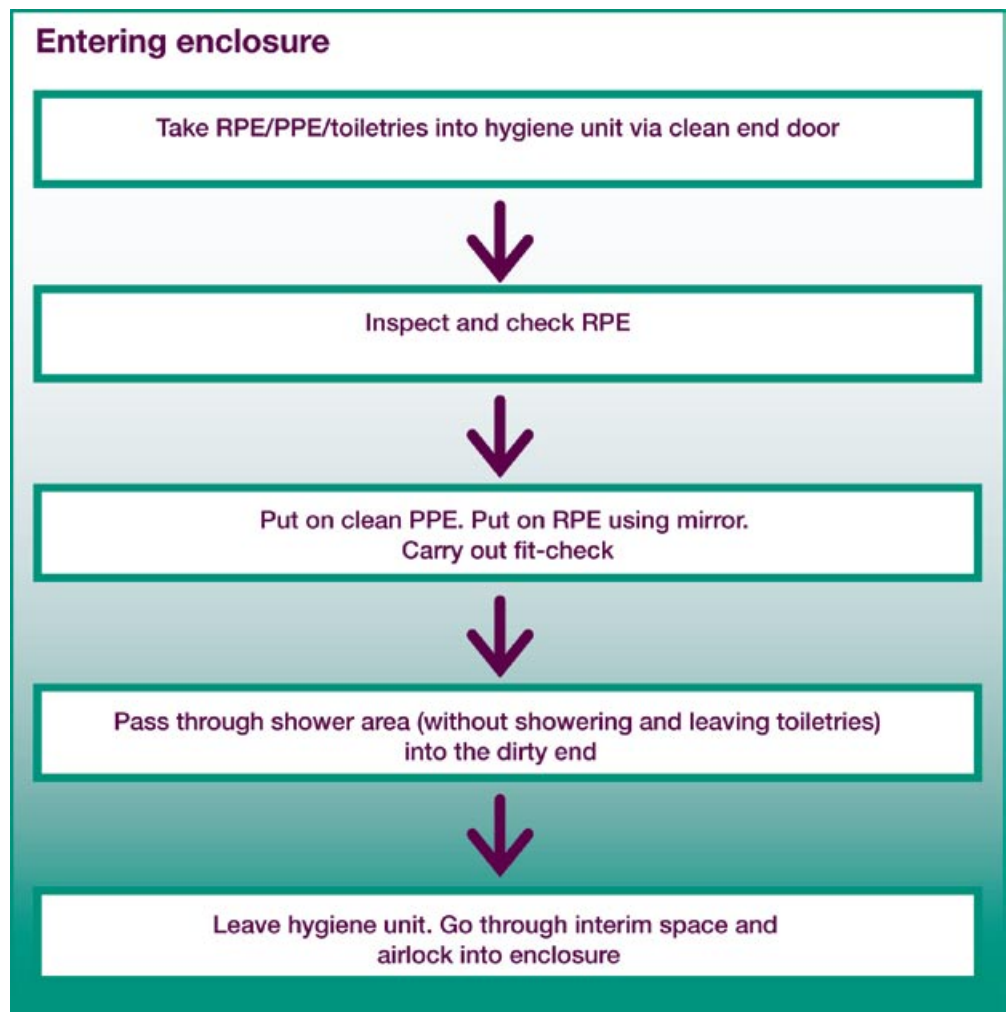 Entering enclosure
Take RPE/PPE/toiletries into hygiene unit via clean end door
Inspect and check RPE
Put on clean PPE. Put on RPE using mirror.
Carry out fit-check
Pass through shower area (without showering and leaving toiletries)
into the dirty end
Leave hygiene unit. Go through interim space and
airlock into enclosure